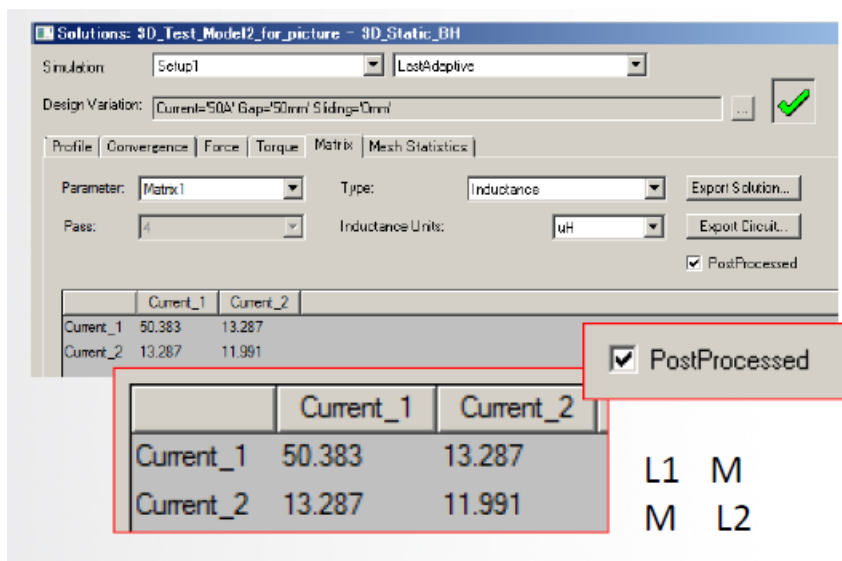 Solutions: 3D_Test_Model2_for_picture - 3D_Static_BH
Simulation: Setup1 LastAdaptive
Design Variation: Current='50A' Gap='50mm' Sliding='0mm' ...
Profile Convergence Force Torque Matrix Mesh Statistics
Parameter: Matrix1 Type: Inductance Export Solution...
Pass: 4 Inductance Units: uH Export Circuit...
PostProcessed
Current_1 Current_2
Current_1 50.383 13.287
Current_2 13.287 11.991
PostProcessed
Current_1 Current_2
Current_1 50.383 13.287
Current_2 13.287 11.991
L1 M
M L2